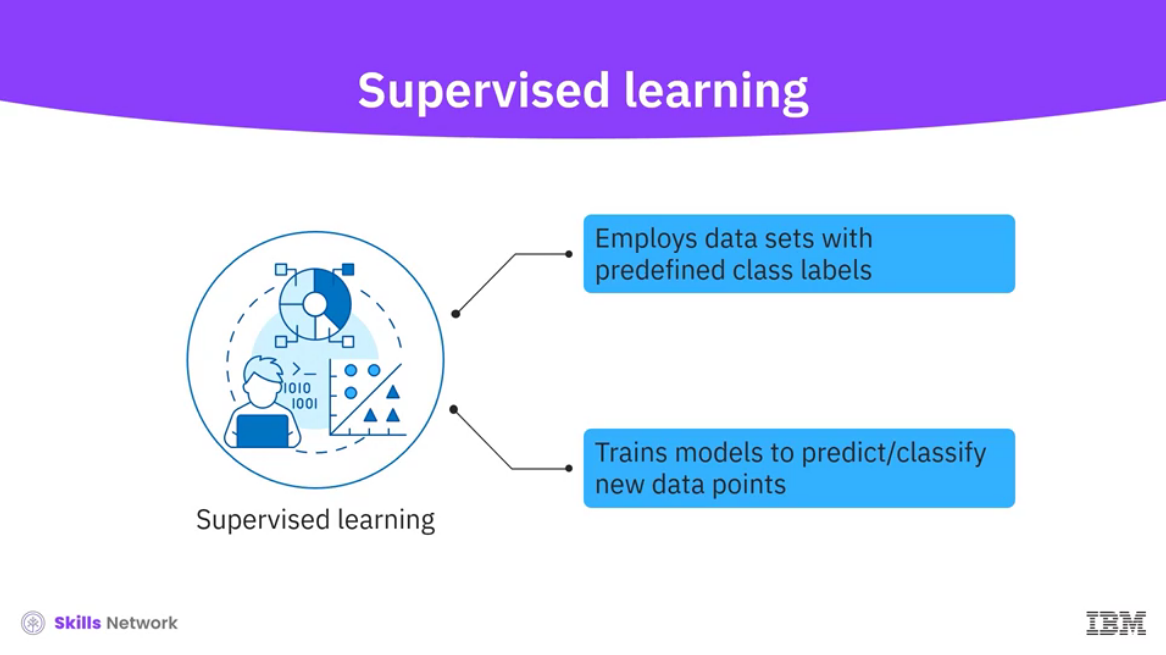 Supervised learning
Employs data sets with
predefined class labels
>_
1010
1001
Trains models to predict/classify
new data points
Supervised learning
Skills Network
IBM